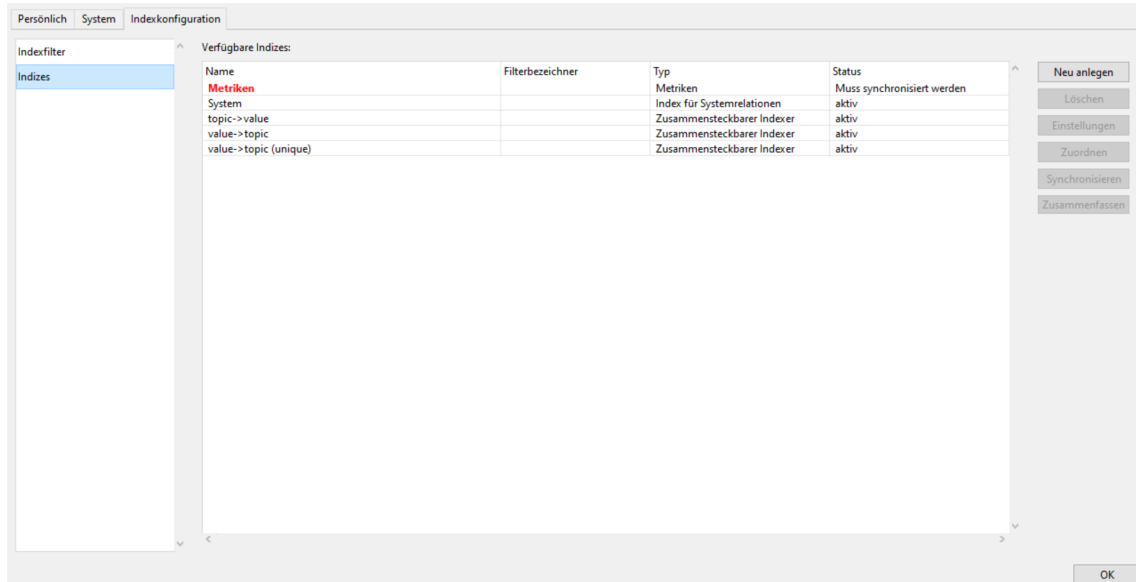 Persönlich System Indexkonfiguration
Indexfilter
Indizes
Verfügbare Indizes:
Name Filterbezeichner Typ Status
Metriken Metriken Muss synchronisiert werden
System Index für Systemrelationen aktiv
topic->value Zusammensteckbarer Indexer aktiv
value->topic Zusammensteckbarer Indexer aktiv
value->topic (unique) Zusammensteckbarer Indexer aktiv
Neu anlegen
Löschen
Einstellungen
Zuordnen
Synchronisieren
Zusammenfassen
OK